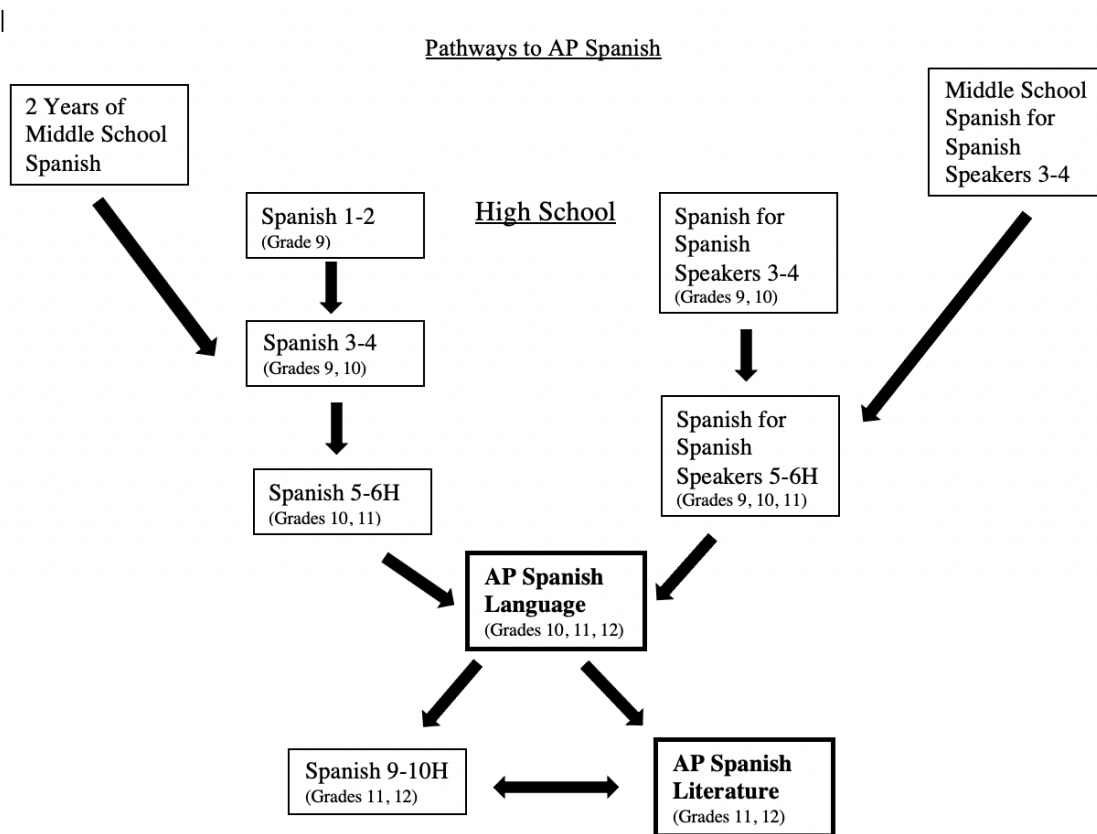 Pathways to AP Spanish
2 Years of
Middle School
Spanish
Middle School
Spanish for
Spanish
Speakers 3-4
High School
Spanish 1-2
(Grade 9)
Spanish 3-4
(Grades 9, 10)
Spanish 5-6H
(Grades 10, 11)
Spanish for
Spanish
Speakers 3-4
(Grades 9, 10)
Spanish for
Spanish
Speakers 5-6H
(Grades 9, 10, 11)
AP Spanish
Language
(Grades 10, 11, 12)
Spanish 9-10H
(Grades 11, 12)
AP Spanish
Literature
(Grades 11, 12)